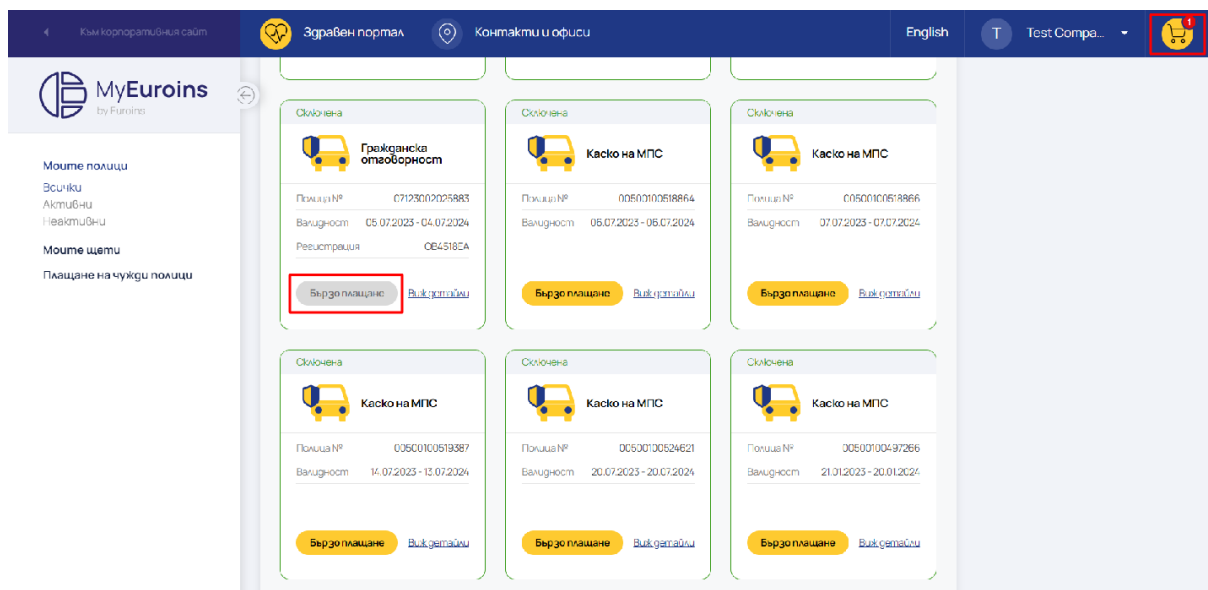 Към корпоративния сайт
Здравен портал
Контакти и офиси
English
T
Test Compa...
1
MyEuroins
by Euroins
Моите полици
Всички
Активни
Неактивни
Моите щети
Плащане на чужди полици
Сключена
Гражданска
отговорност
Полица № 07123002025883
Валидност 05.07.2023 - 04.07.2024
Регистрация OB4518EA
Бързо плащане Виж детайли
Сключена
Каско на МПС
Полица № 00500100518864
Валидност 06.07.2023 - 06.07.2024
Бързо плащане Виж детайли
Сключена
Каско на МПС
Полица № 00500100518866
Валидност 07.07.2023 - 07.07.2024
Бързо плащане Виж детайли
Сключена
Каско на МПС
Полица № 00500100519387
Валидност 14.07.2023 - 13.07.2024
Бързо плащане Виж детайли
Сключена
Каско на МПС
Полица № 00500100524621
Валидност 20.07.2023 - 20.07.2024
Бързо плащане Виж детайли
Сключена
Каско на МПС
Полица № 00500100497266
Валидност 21.01.2023 - 20.01.2024
Бързо плащане Виж детайли